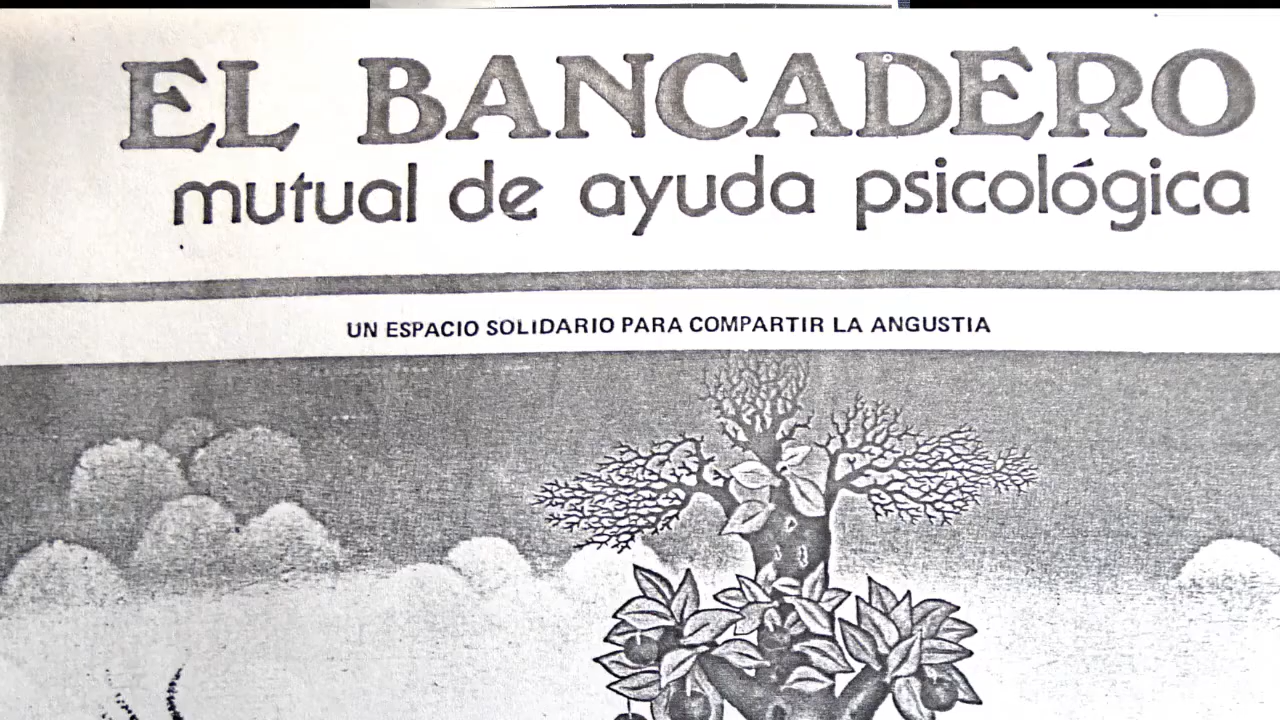 EL BANCADERO
mutual de ayuda psicológica
UN ESPACIO SOLIDARIO PARA COMPARTIR LA ANGUSTIA